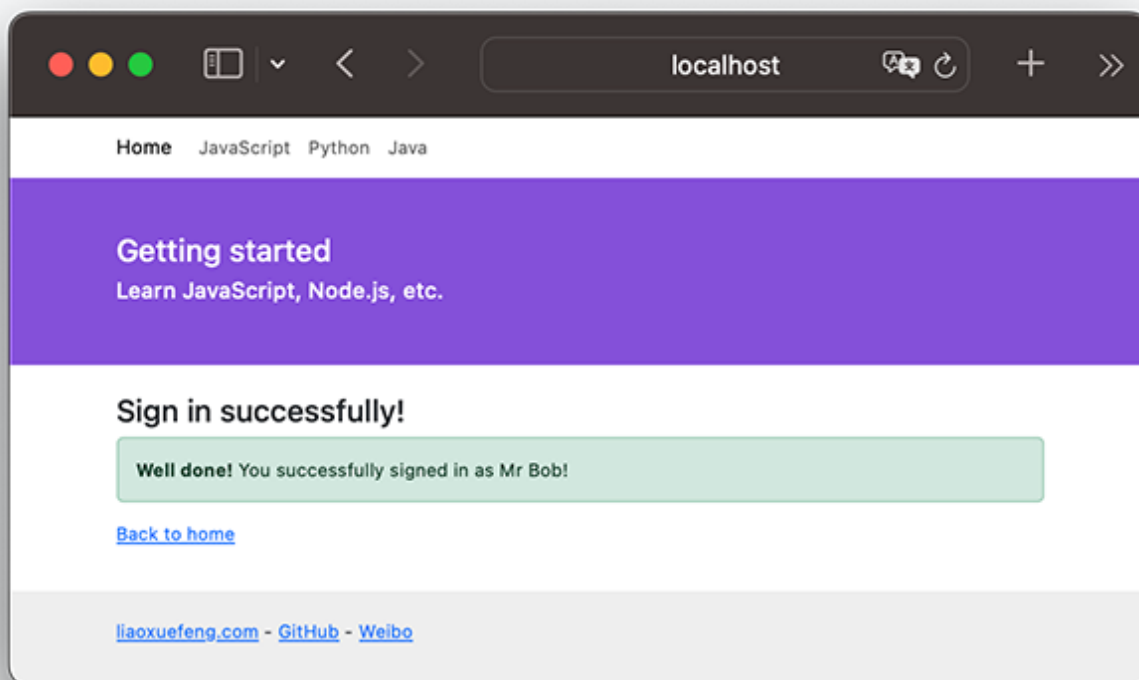 localhost
Home JavaScript Python Java
Getting started
Learn JavaScript, Node.js, etc.
Sign in successfully!
Well done! You successfully signed in as Mr Bob!
Back to home
liaoxuefeng.com - GitHub - Weibo